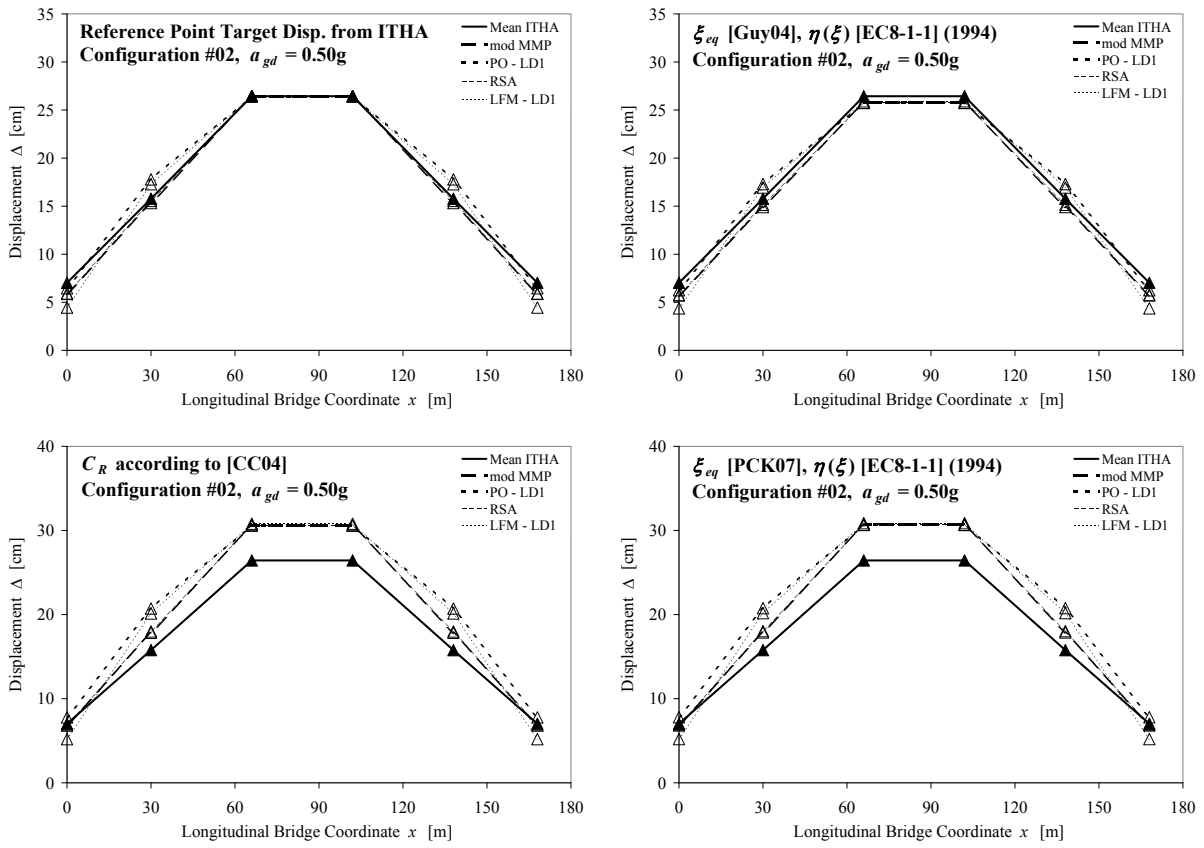 Reference Point Target Disp. from ITHA
Configuration #02, a gd = 0.50g
Mean ITHA
mod MMP
PO - LD1
RSA
LFM - LD1
Displacement Δ [cm]
35
30
25
20
15
10
5
0
0 30 60 90 120 150 180
Longitudinal Bridge Coordinate x [m]
ξ eq [Guy04], η(ξ) [EC8-1-1] (1994)
Configuration #02, a gd = 0.50g
Mean ITHA
mod MMP
PO - LD1
RSA
LFM - LD1
Displacement Δ [cm]
35
30
25
20
15
10
5
0
0 30 60 90 120 150 180
Longitudinal Bridge Coordinate x [m]
C R according to [CC04]
Configuration #02, a gd = 0.50g
Mean ITHA
mod MMP
PO - LD1
RSA
LFM - LD1
Displacement Δ [cm]
40
30
20
10
0
0 30 60 90 120 150 180
Longitudinal Bridge Coordinate x [m]
ξ eq [PCK07], η(ξ) [EC8-1-1] (1994)
Configuration #02, a gd = 0.50g
Mean ITHA
mod MMP
PO - LD1
RSA
LFM - LD1
Displacement Δ [cm]
40
30
20
10
0
0 30 60 90 120 150 180
Longitudinal Bridge Coordinate x [m]